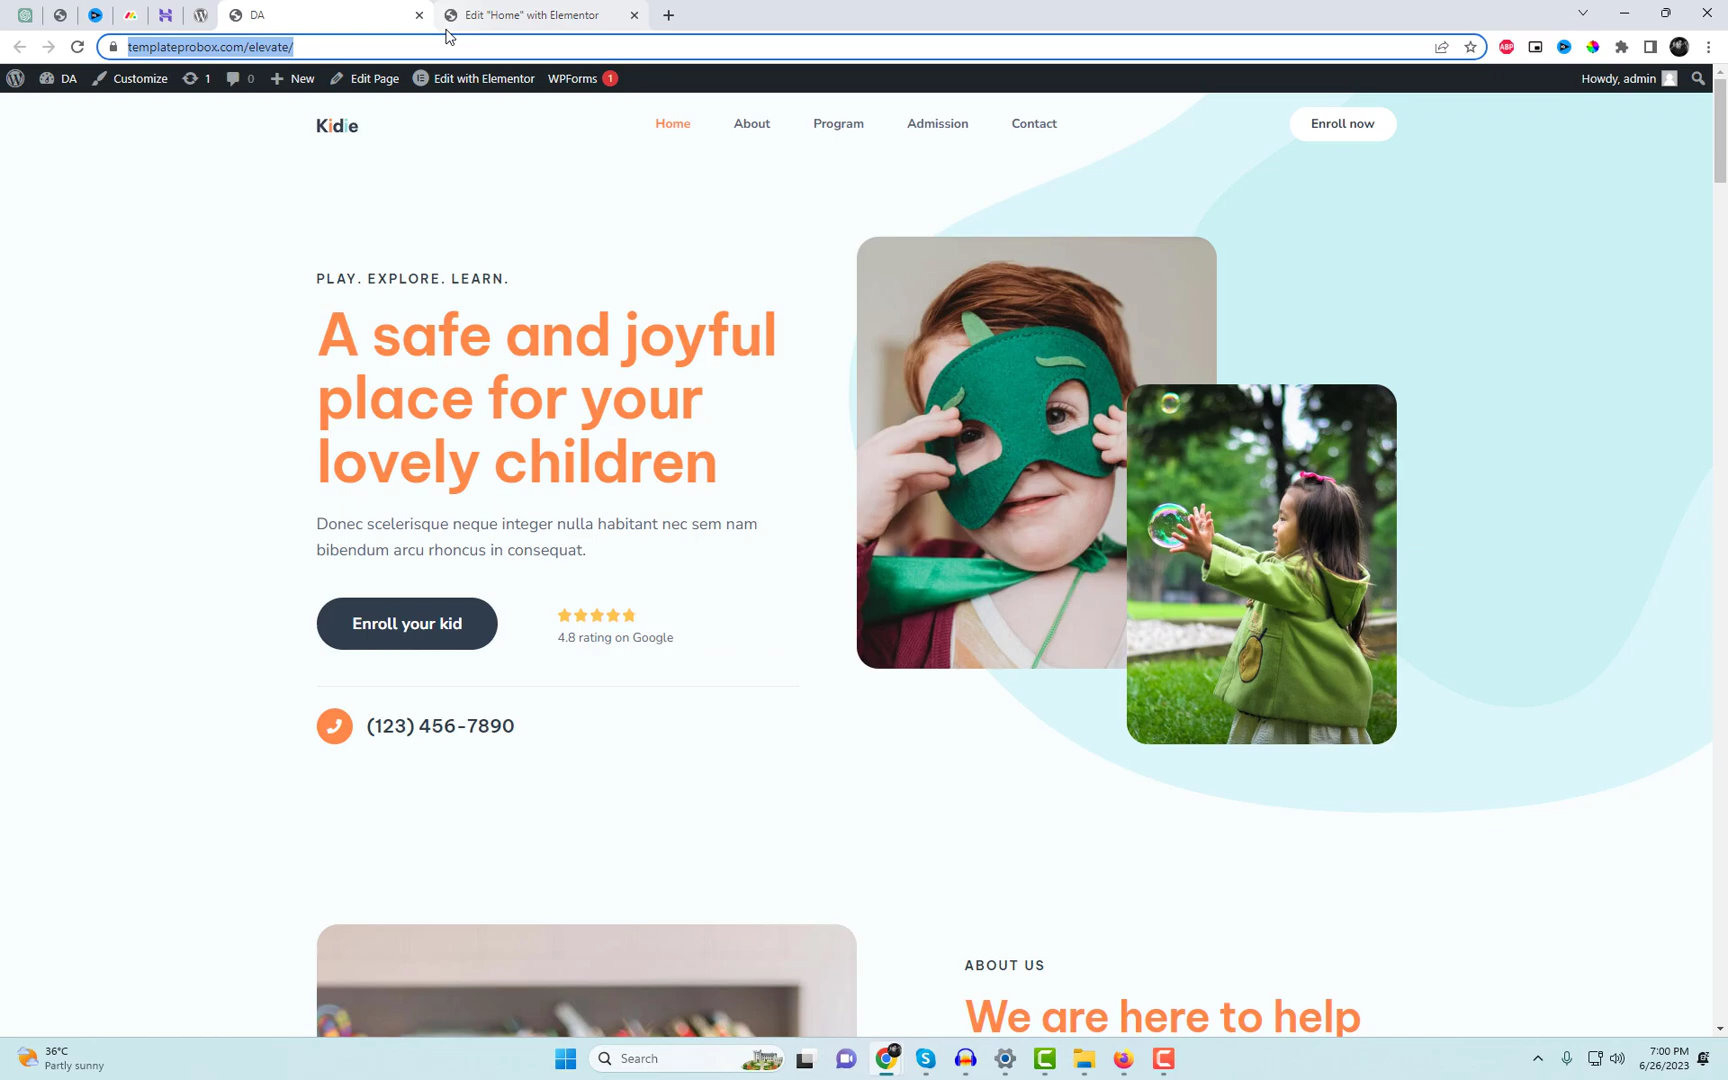 DA
Edit "Home" with Elementor
templateprobox.com/elevate/
ABP
DA Customize 1 0 New Edit Page Edit with Elementor WPForms 1 Howdy, admin
Kidie Home About Program Admission Contact Enroll now
PLAY. EXPLORE. LEARN.
A safe and joyful
place for your
lovely children
Donec scelerisque neque integer nulla habitant nec sem nam
bibendum arcu rhoncus in consequat.
Enroll your kid
4.8 rating on Google
(123) 456-7890
ABOUT US
We are here to help
36°C
Partly sunny
Search
7:00 PM
6/26/2023